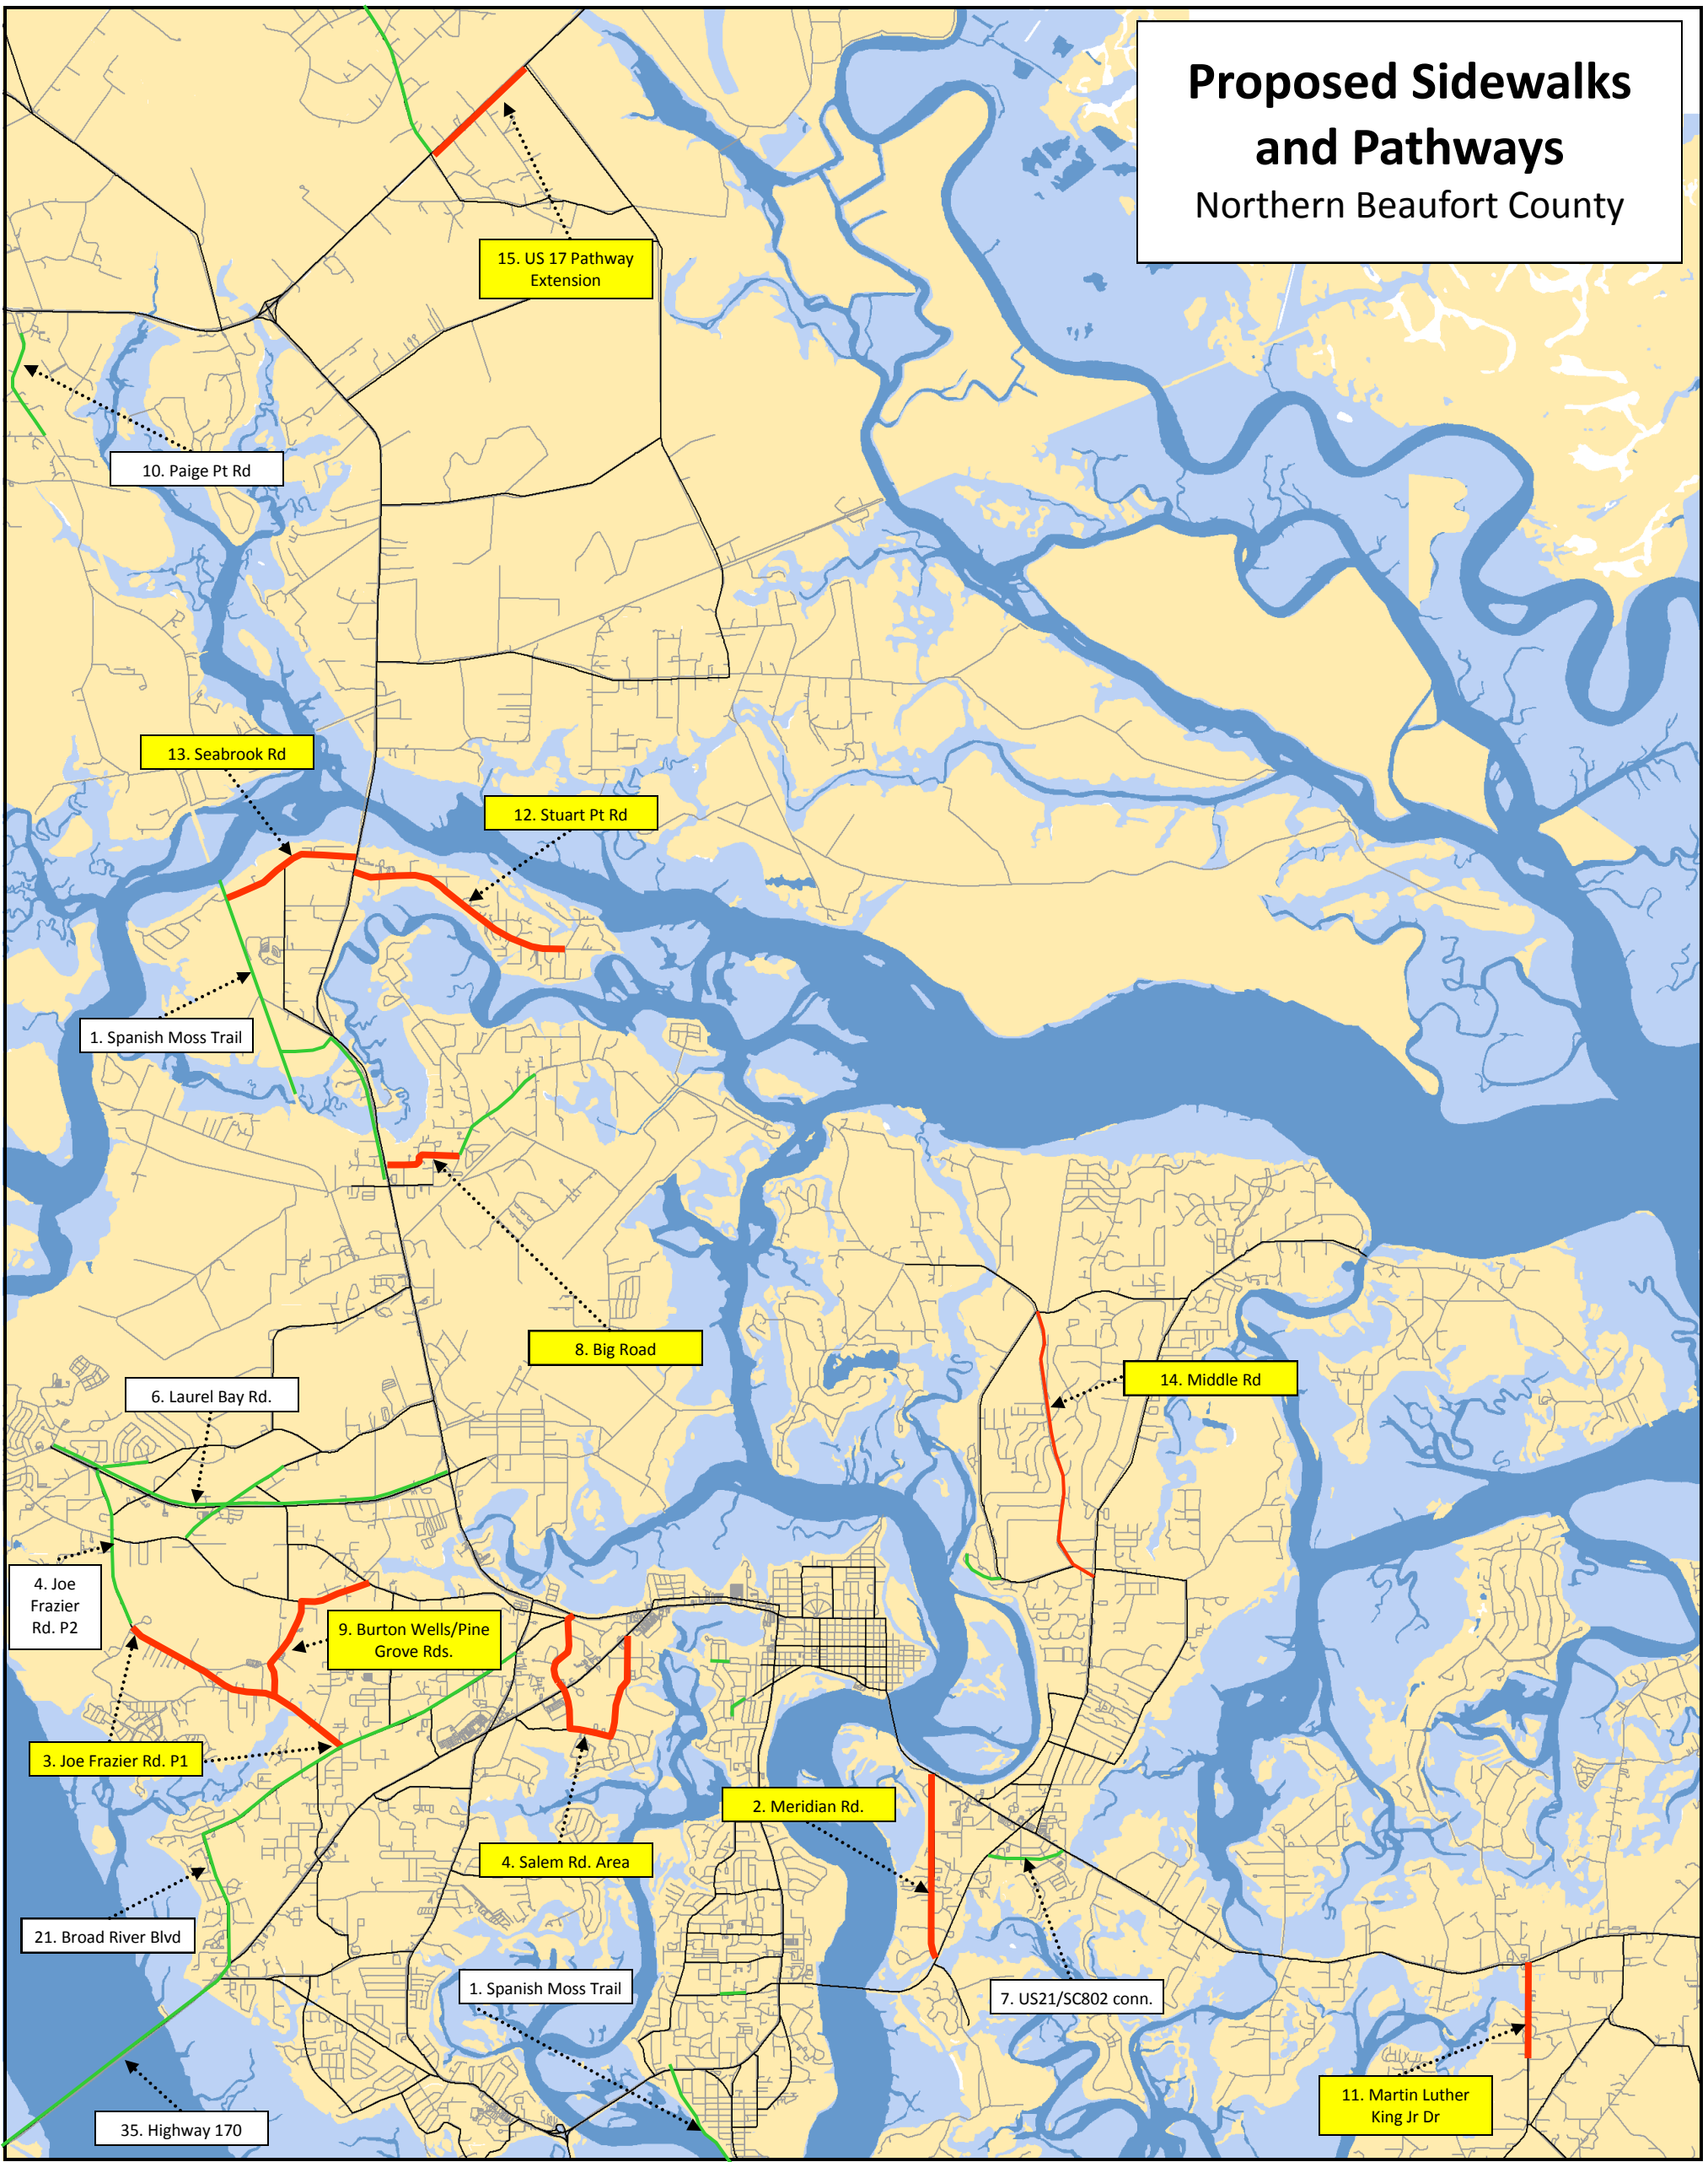 Proposed Sidewalks
and Pathways
Northern Beaufort County
15. US 17 Pathway
Extension
10. Paige Pt Rd
13. Seabrook Rd
12. Stuart Pt Rd
1. Spanish Moss Trail
8. Big Road
14. Middle Rd
6. Laurel Bay Rd.
4. Joe
Frazier
Rd. P2
9. Burton Wells/Pine
Grove Rds.
3. Joe Frazier Rd. P1
2. Meridian Rd.
4. Salem Rd. Area
21. Broad River Blvd
1. Spanish Moss Trail
7. US21/SC802 conn.
11. Martin Luther
King Jr Dr
35. Highway 170